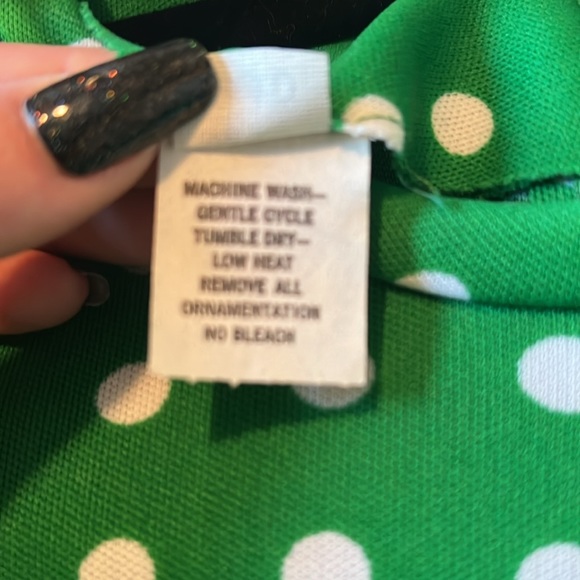 MACHINE WASH–
GENTLE CYCLE
TUMBLE DRY–
LOW HEAT
REMOVE ALL
ORNAMENTATION
NO BLEACH